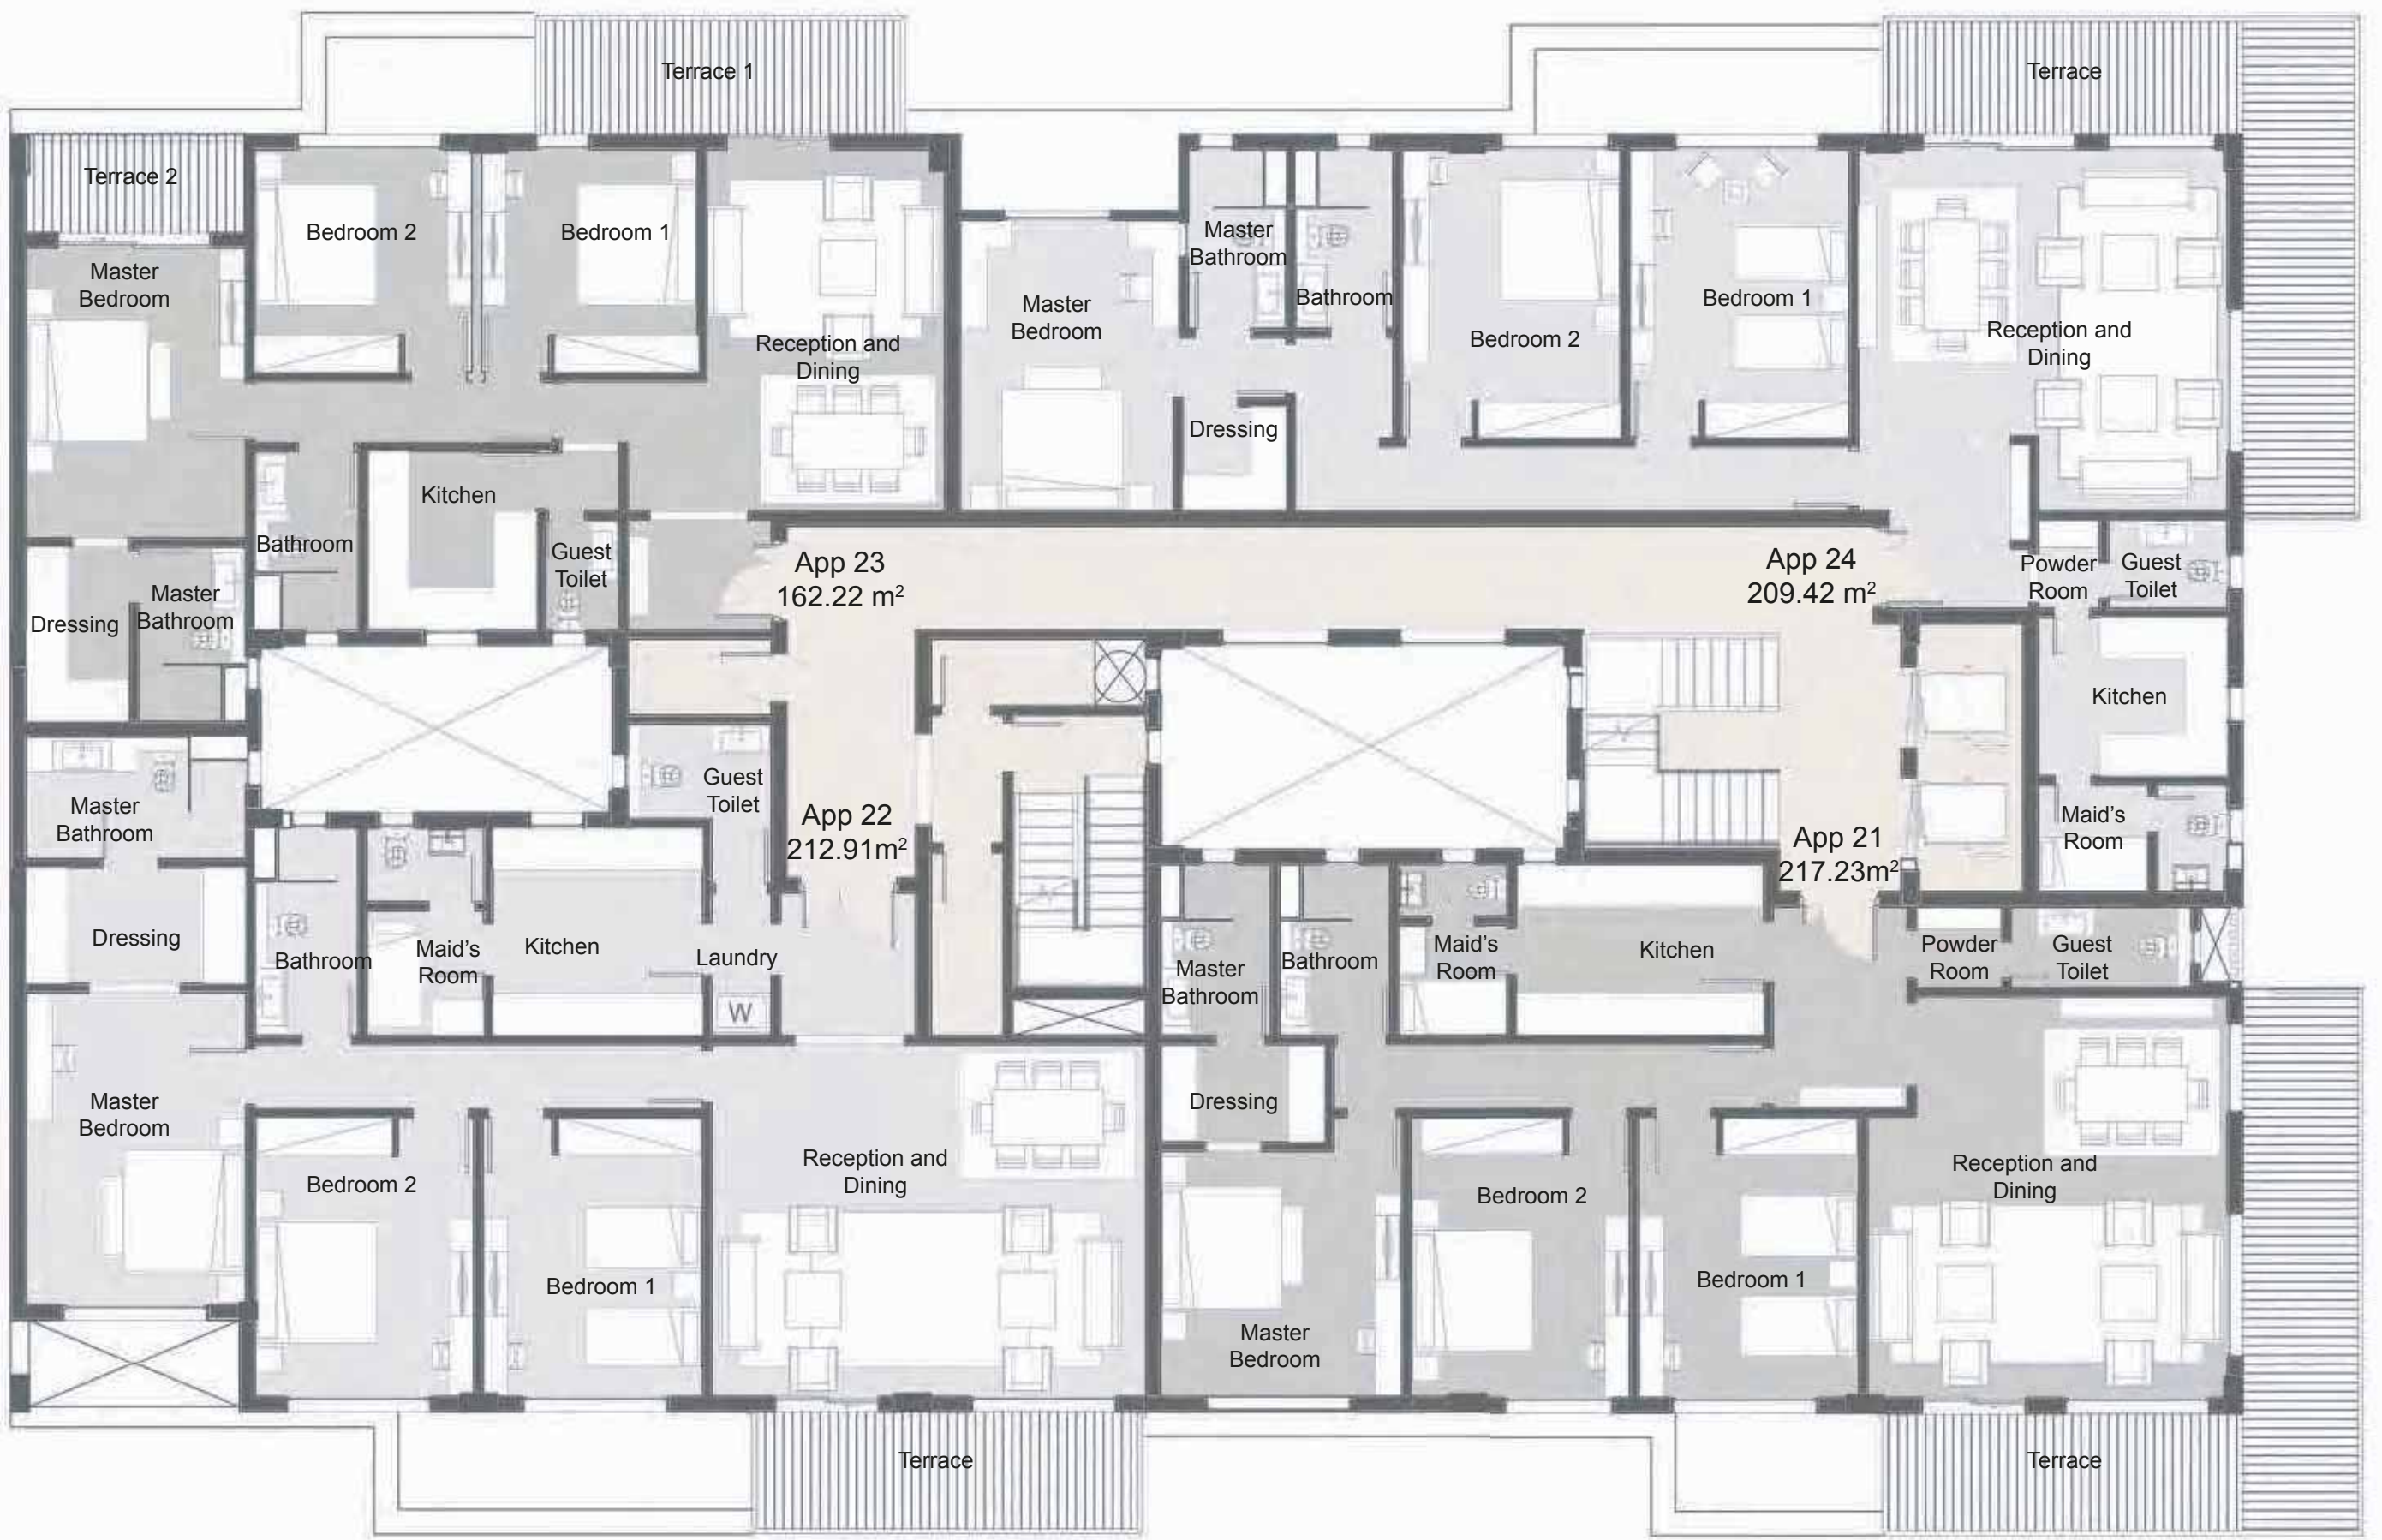 Terrace 1
Terrace
Terrace 2
Bedroom 2
Bedroom 1
Master
Bedroom
Reception and
Dining
Master
Bedroom
Master
Bathroom
Bathroom
Bedroom 2
Bedroom 1
Reception and
Dining
Dressing
Kitchen
Bathroom
Guest
Toilet
Dressing
Master
Bathroom
App 23
162.22 m²
App 24
209.42 m²
Powder
Room
Guest
Toilet
Kitchen
Maid's
Room
Master
Bathroom
Guest
Toilet
App 22
212.91m²
App 21
217.23m²
Dressing
Bathroom
Maid's
Room
Kitchen
Laundry
W
Master
Bathroom
Bathroom
Maid's
Room
Kitchen
Powder
Room
Guest
Toilet
Master
Bedroom
Dressing
Bedroom 2
Bedroom 1
Reception and
Dining
Master
Bedroom
Bedroom 2
Bedroom 1
Reception and
Dining
Terrace
Terrace